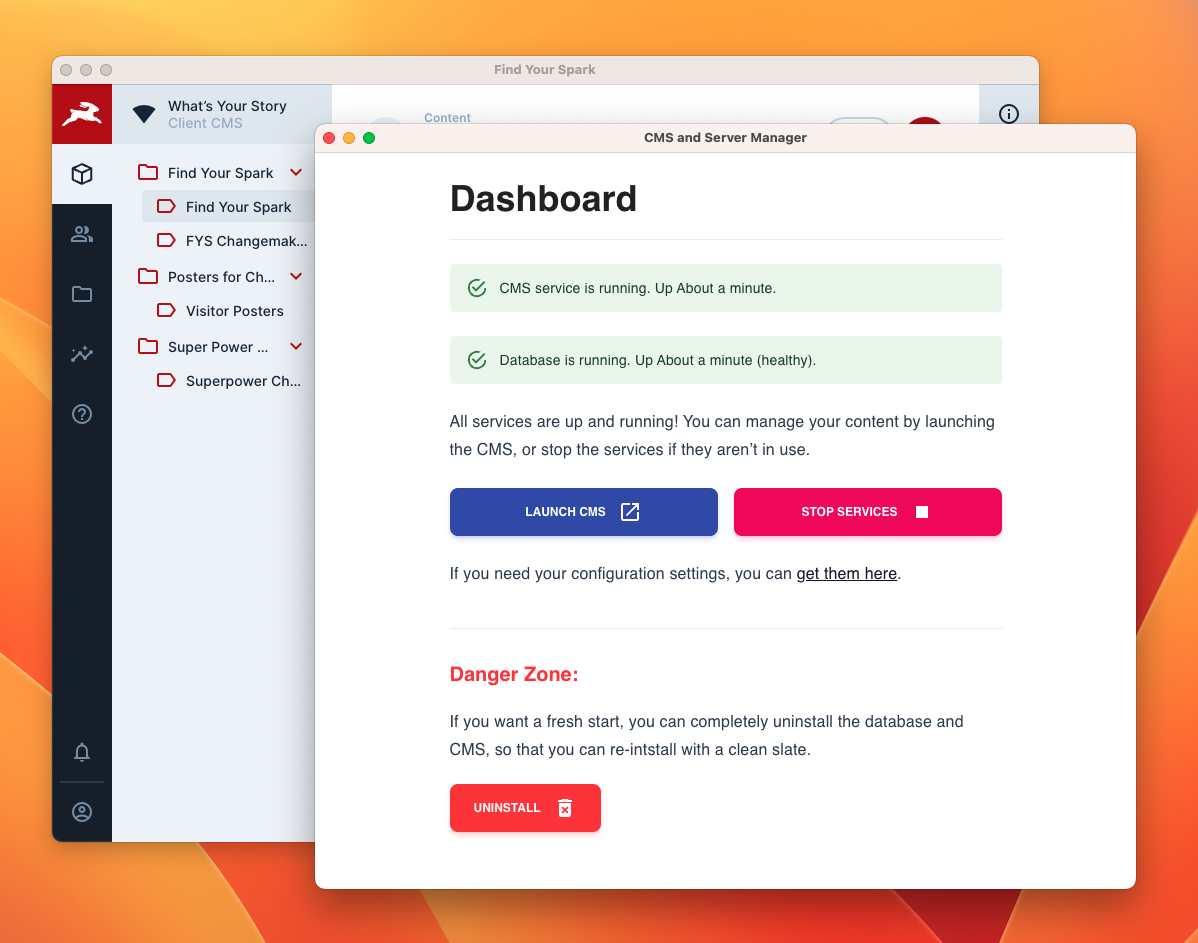 Find Your Spark
What's Your Story
Client CMS
Content
Find Your Spark
Find Your Spark
FYS Changemak...
Posters for Ch...
Visitor Posters
Super Power ...
Superpower Ch...
CMS and Server Manager
Dashboard
CMS service is running. Up About a minute.
Database is running. Up About a minute (healthy).
All services are up and running! You can manage your content by launching
the CMS, or stop the services if they aren't in use.
LAUNCH CMS
STOP SERVICES
If you need your configuration settings, you can get them here.
Danger Zone:
If you want a fresh start, you can completely uninstall the database and
CMS, so that you can re-intstall with a clean slate.
UNINSTALL